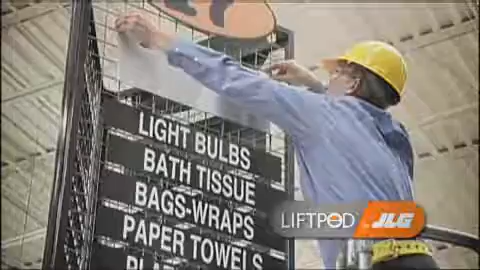 LIGHT BULBS
BATH TISSUE
BAGS-WRAPS
PAPER TOWELS
LIFTPOD JLG